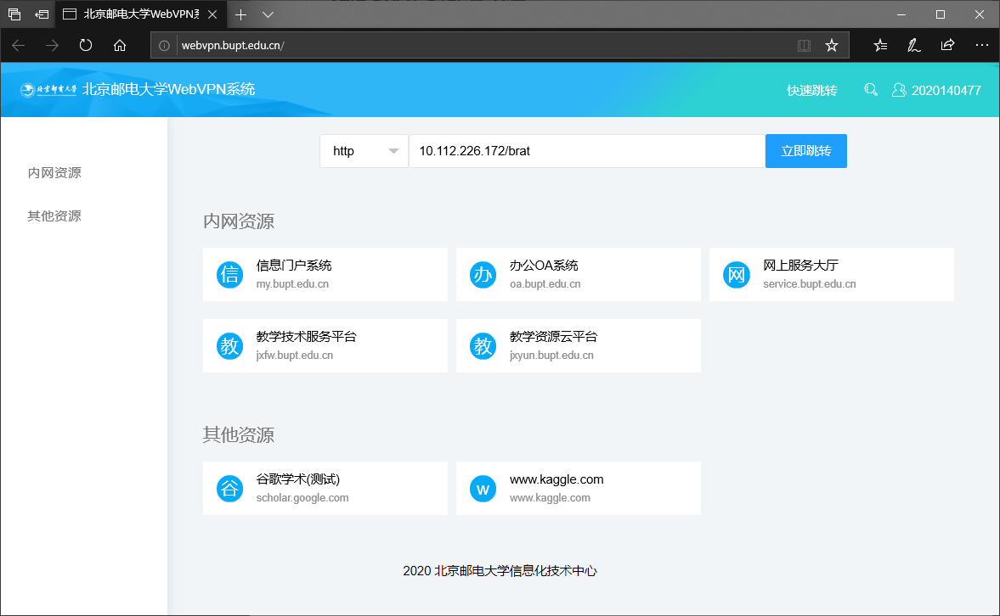 北京邮电大学WebVPN系
webvpn.bupt.edu.cn/
北京邮电大学 北京邮电大学WebVPN系统
快速跳转 2020140477
http 10.112.226.172/brat 立即跳转
内网资源
其他资源
内网资源
信 信息门户系统
my.bupt.edu.cn
办 办公OA系统
oa.bupt.edu.cn
网 网上服务大厅
service.bupt.edu.cn
教 教学技术服务平台
jxfw.bupt.edu.cn
教 教学资源云平台
jxyun.bupt.edu.cn
其他资源
谷 谷歌学术(测试)
scholar.google.com
w www.kaggle.com
www.kaggle.com
2020 北京邮电大学信息化技术中心